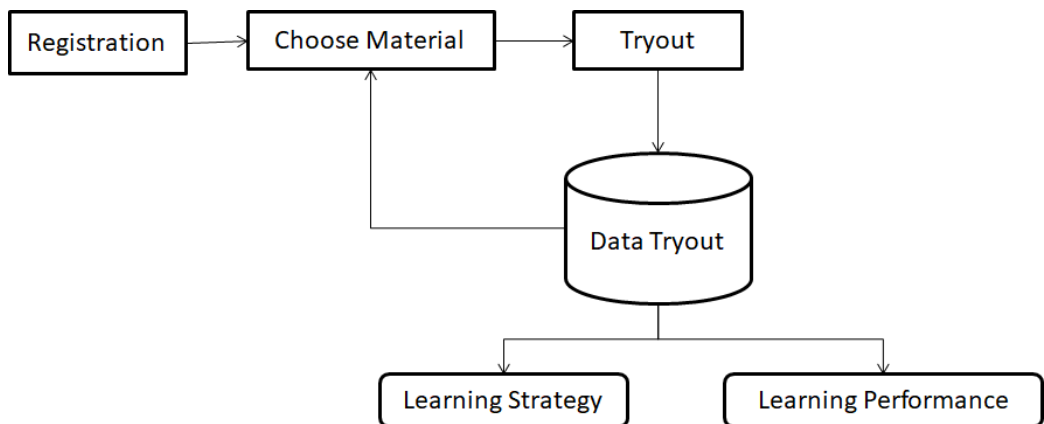 Registration
Choose Material
Tryout
Data Tryout
Learning Strategy
Learning Performance